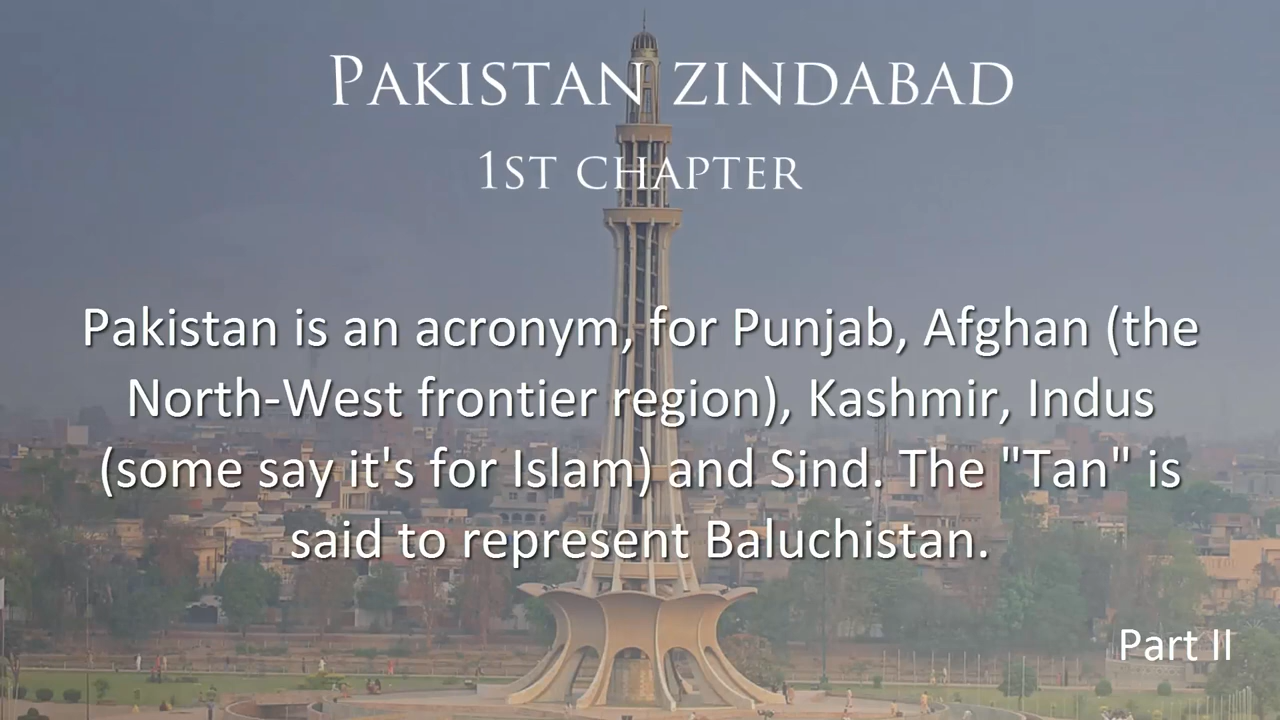 PAKISTAN ZINDABAD
1ST CHAPTER
Pakistan is an acronym, for Punjab, Afghan (the
North-West frontier region), Kashmir, Indus
(some say it's for Islam) and Sind. The "Tan" is
said to represent Baluchistan.
Part II